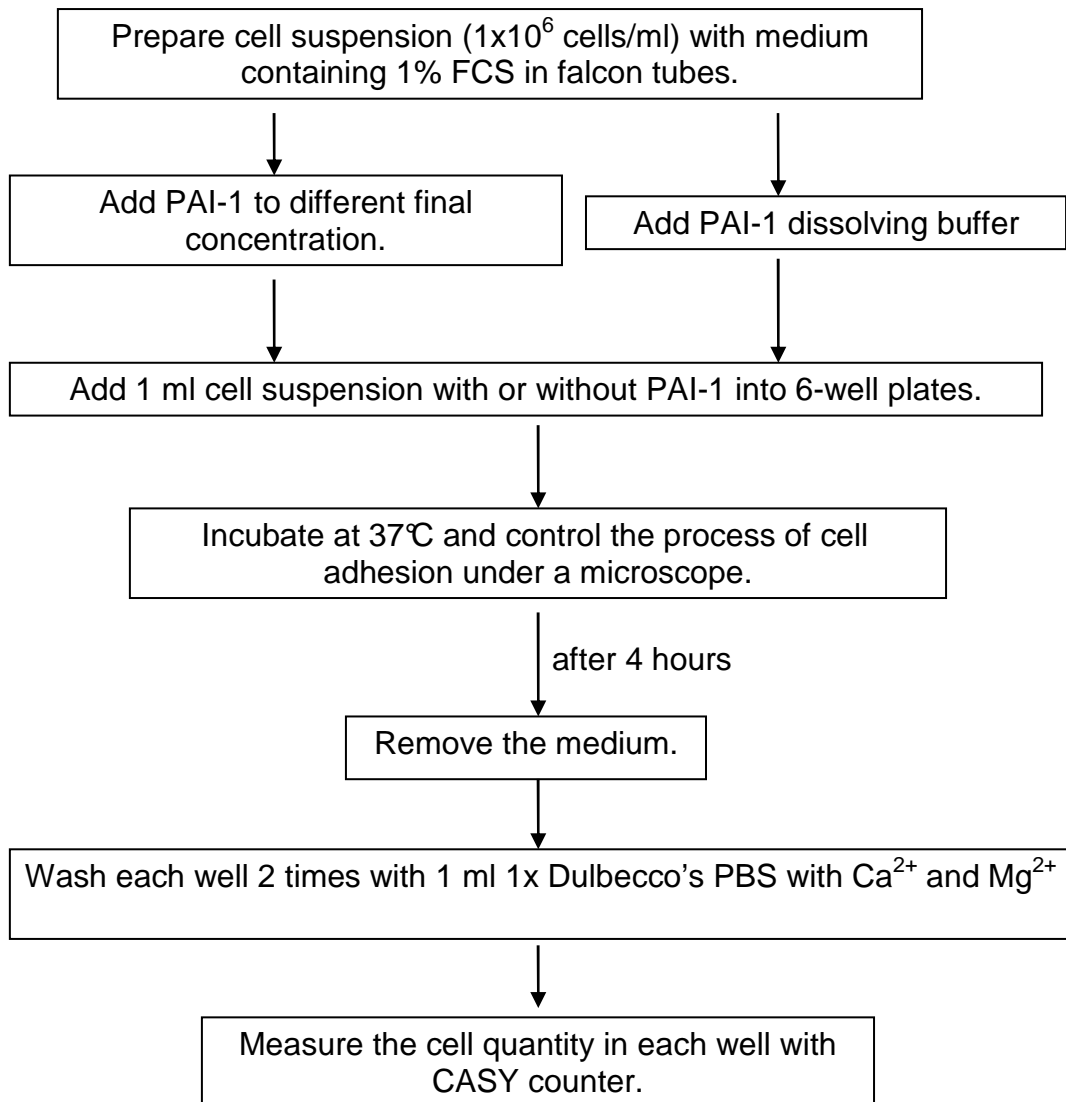 Prepare cell suspension (1x10⁶ cells/ml) with medium
containing 1% FCS in falcon tubes.
Add PAI-1 to different final
concentration.
Add PAI-1 dissolving buffer
Add 1 ml cell suspension with or without PAI-1 into 6-well plates.
Incubate at 37°C and control the process of cell
adhesion under a microscope.
after 4 hours
Remove the medium.
Wash each well 2 times with 1 ml 1x Dulbecco’s PBS with Ca²⁺ and Mg²⁺
Measure the cell quantity in each well with
CASY counter.